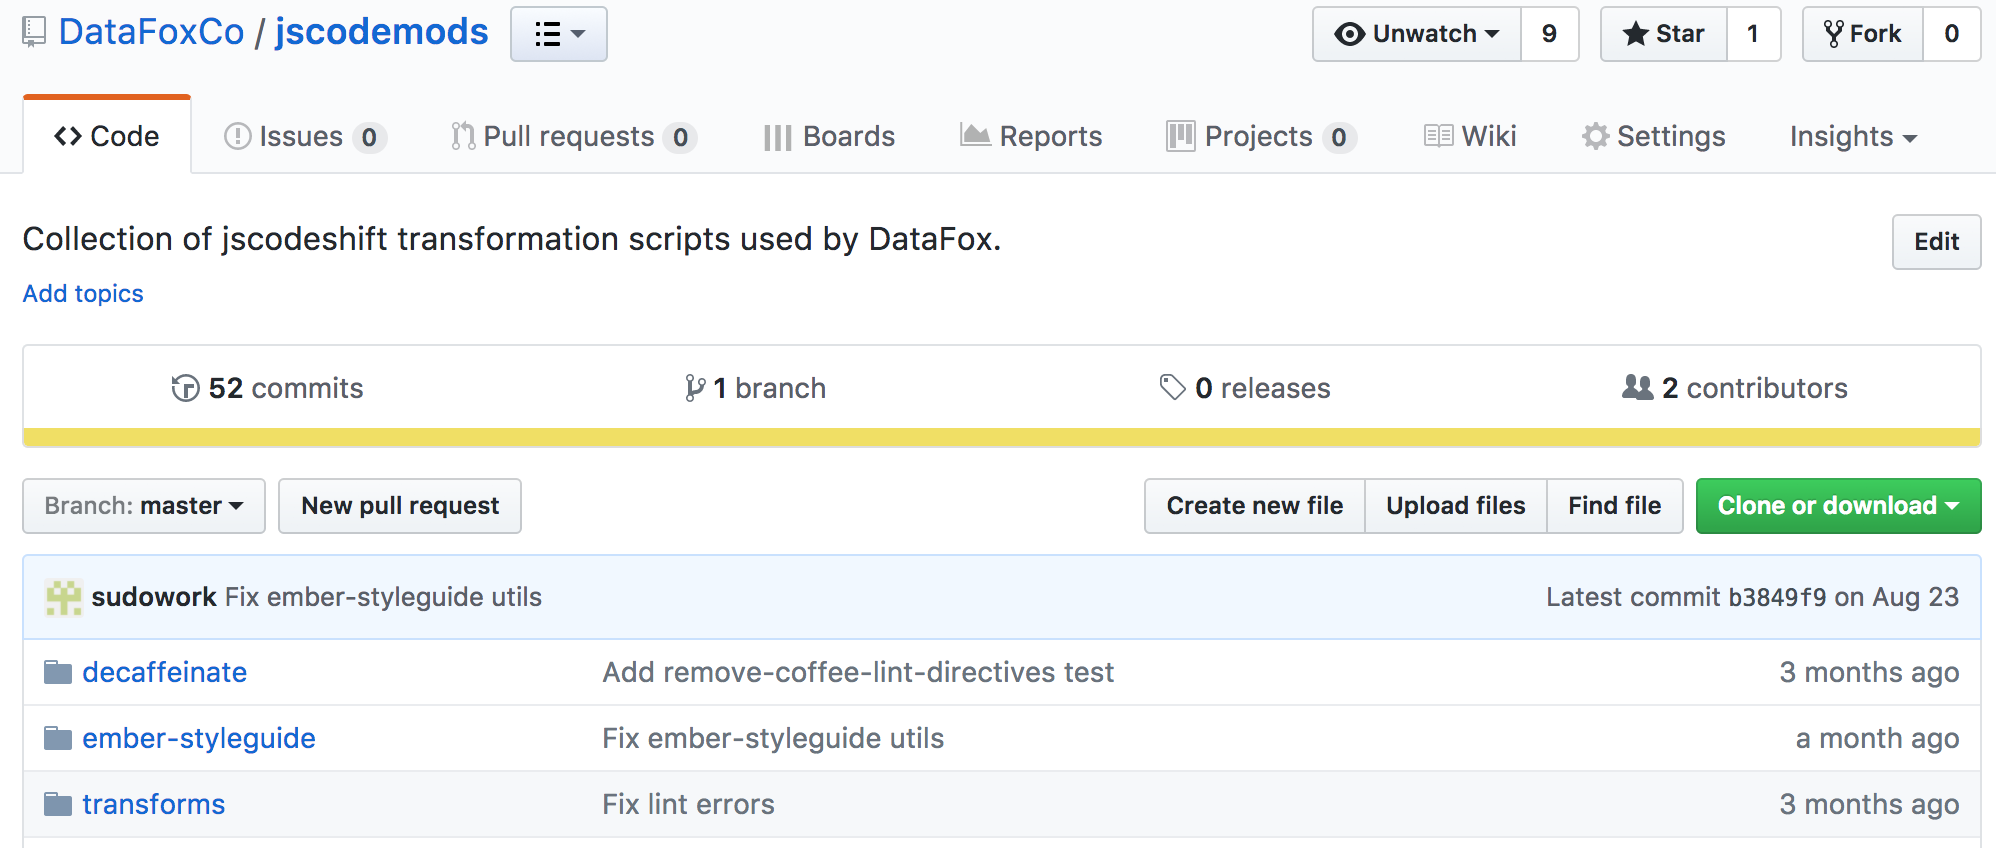 DataFoxCo / jscodemods Unwatch 9 Star 1 Fork 0
Code Issues 0 Pull requests 0 Boards Reports Projects 0 Wiki Settings Insights
Collection of jscodeshift transformation scripts used by DataFox. Edit
Add topics
52 commits 1 branch 0 releases 2 contributors
Branch: master New pull request Create new file Upload files Find file Clone or download
sudowork Fix ember-styleguide utils Latest commit b3849f9 on Aug 23
decaffeinate Add remove-coffee-lint-directives test 3 months ago
ember-styleguide Fix ember-styleguide utils a month ago
transforms Fix lint errors 3 months ago